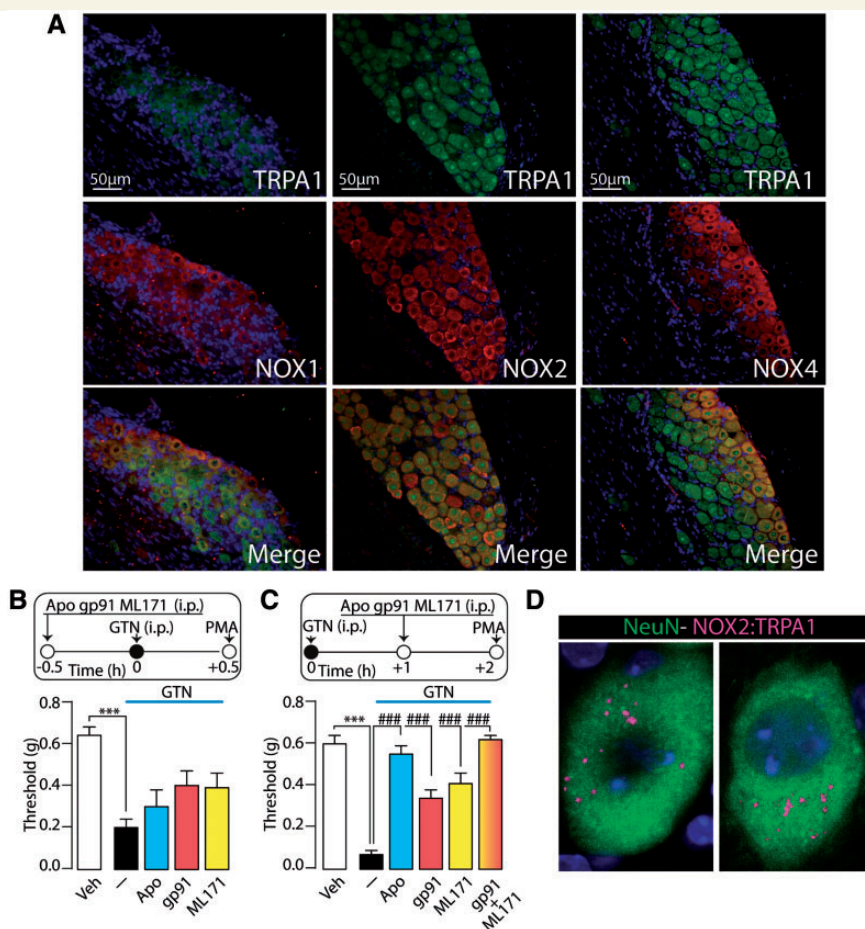 A
50μm
TRPA1
50μm
TRPA1
50μm
TRPA1
NOX1
NOX2
NOX4
Merge
Merge
Merge
B
Apo gp91 ML171 (i.p.)
GTN (i.p.)
PMA
-0.5 Time (h) 0 +0.5
GTN
***
Threshold (g)
0.8
0.6
0.4
0.2
0.0
Veh
—
Apo
gp91
ML171
C
Apo gp91 ML171 (i.p.)
GTN (i.p.)
PMA
0 Time (h) +1 +2
GTN
*** ### ### ### ###
Threshold (g)
0.8
0.6
0.4
0.2
0.0
Veh
—
Apo
gp91
ML171
gp91
+
ML171
D
NeuN- NOX2:TRPA1